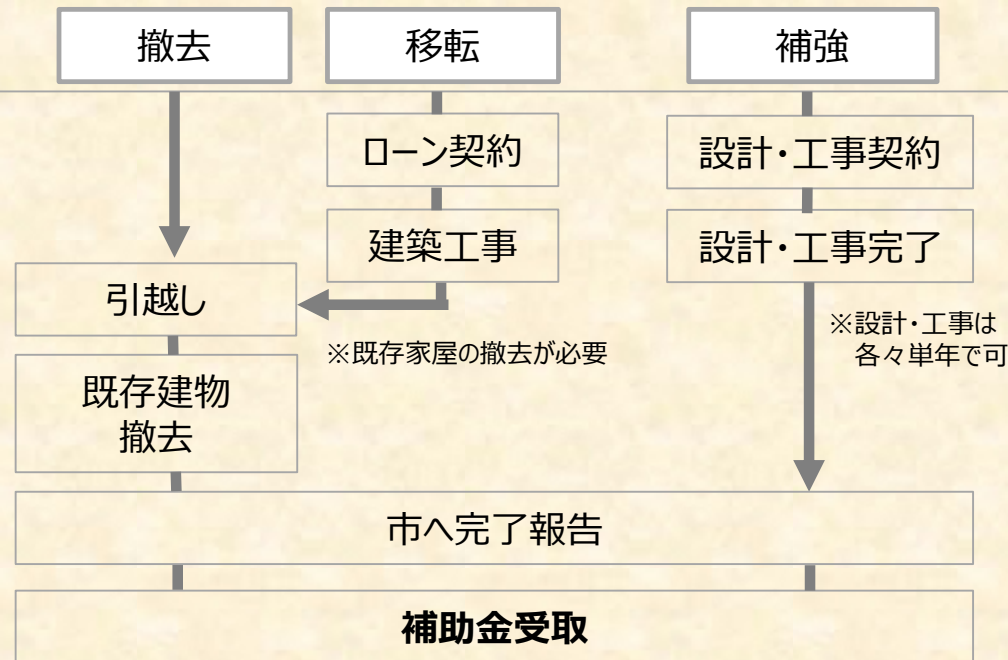 撤去
移転
補強
ローン契約
設計・工事契約
建築工事
設計・工事完了
引越し
※既存家屋の撤去が必要
※設計・工事は
各々単年で可
既存建物
撤去
市へ完了報告
補助金受取